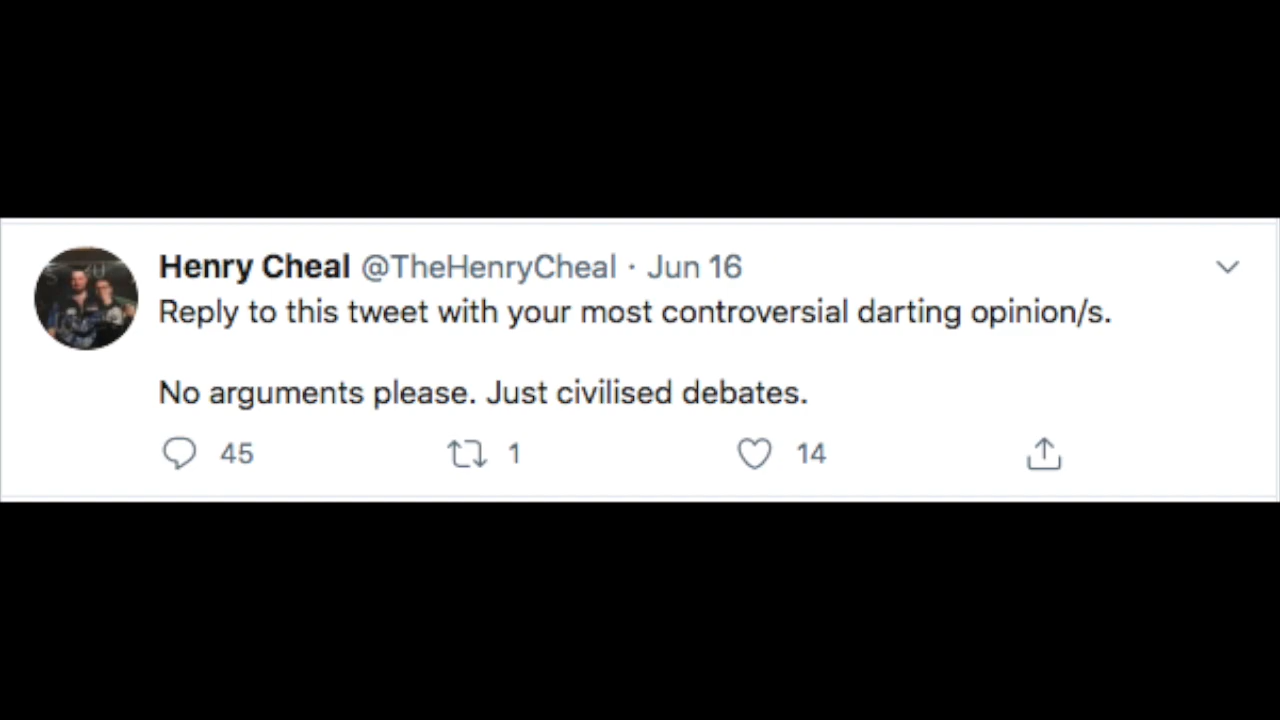 Henry Cheal @TheHenryCheal · Jun 16
Reply to this tweet with your most controversial darting opinion/s.
No arguments please. Just civilised debates.
45 1 14